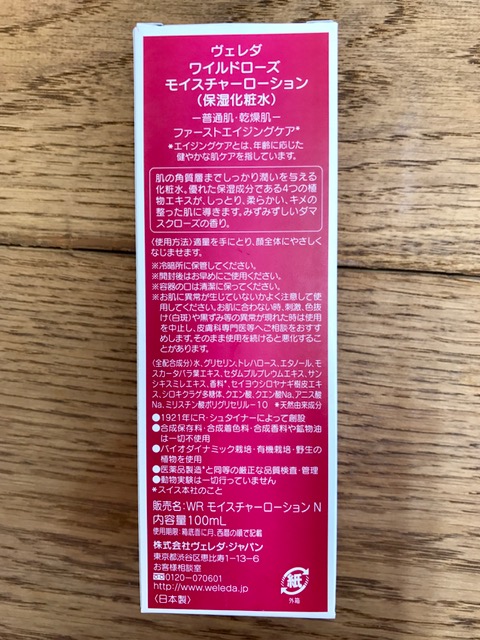 ヴェレダ
ワイルドローズ
モイスチャーローション
(保湿化粧水)
ー普通肌・乾燥肌ー
ファーストエイジングケア*
*エイジングケアとは、年齢に応じた
健やかな肌ケアを指しています。
肌の角質層までしっかり潤いを与える
化粧水。優れた保湿成分である4つの植
物エキスが、しっとり、柔らかい、キメの
整った肌に導きます。みずみずしいダマ
スクローズの香り。
〈使用方法〉適量を手にとり、顔全体にやさしく
なじませます。
※冷暗所に保管してください。
※開封後はお早めにご使用ください。
※容器の口は清潔に保ってください。
※お肌に異常が生じていないかよく注意して使
用してください。お肌に合わない時、刺激、色抜
け(白斑)や黒ずみ等の異常が現れた時は使用
を中止し、皮膚科専門医等へご相談をおすす
めします。そのまま使用を続けると悪化するこ
とがあります。
〈全配合成分〉水、グリセリン、トレハロース、エタノール、モ
スカータバラ葉エキス、セダムプルプレウムエキス、サン
シキスミレエキス、香料*、セイヨウシロヤナギ樹皮エキ
ス、シロキクラゲ多糖体、クエン酸、クエン酸Na、アニス酸
Na、ミリスチン酸ポリグリセリル－10 *天然由来成分
●1921年にR・シュタイナーによって創設
●合成保存料・合成着色料・合成香料や鉱物油
は一切不使用
●バイオダイナミック栽培・有機栽培・野生の
植物を使用
●医薬品製造*と同等の厳正な品質検査・管理
●動物実験は一切行っていません
*スイス本社のこと
販売名:WR モイスチャーローション N
内容量100mL
使用期限:箱底面に月、西暦の順で記載
株式会社ヴェレダ・ジャパン
東京都渋谷区恵比寿1-13-6
お客様相談室
0120-070601
http://www.weleda.jp/
〈日本製〉
紙
外箱